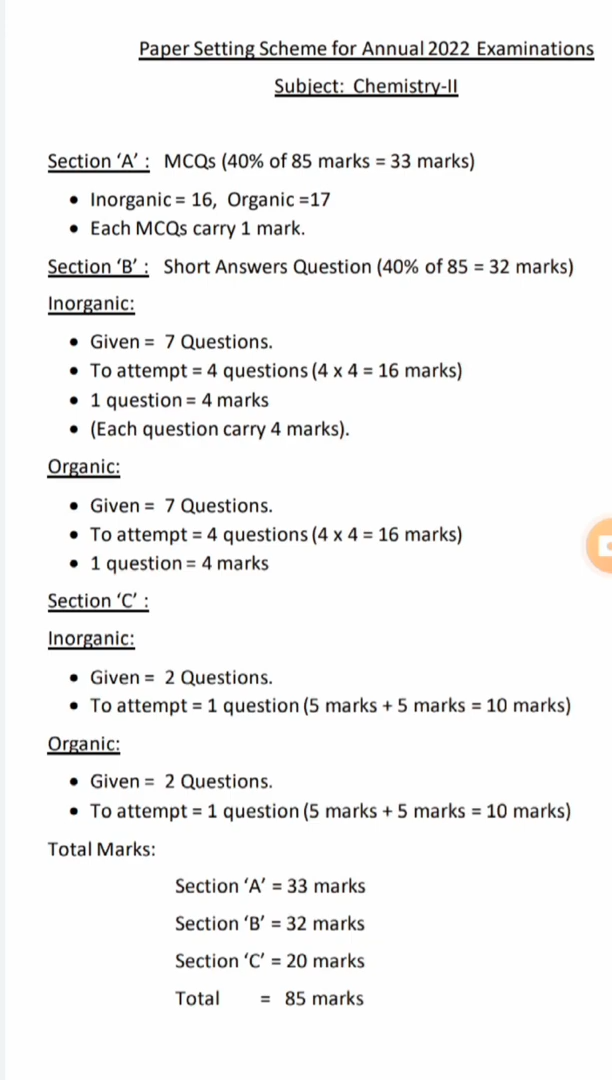 Paper Setting Scheme for Annual 2022 Examinations
Subject: Chemistry-II
Section ‘A’ : MCQs (40% of 85 marks = 33 marks)
• Inorganic = 16, Organic =17
• Each MCQs carry 1 mark.
Section ‘B’ : Short Answers Question (40% of 85 = 32 marks)
Inorganic:
• Given = 7 Questions.
• To attempt = 4 questions (4 x 4 = 16 marks)
• 1 question = 4 marks
• (Each question carry 4 marks).
Organic:
• Given = 7 Questions.
• To attempt = 4 questions (4 x 4 = 16 marks)
• 1 question = 4 marks
Section ‘C’ :
Inorganic:
• Given = 2 Questions.
• To attempt = 1 question (5 marks + 5 marks = 10 marks)
Organic:
• Given = 2 Questions.
• To attempt = 1 question (5 marks + 5 marks = 10 marks)
Total Marks:
Section ‘A’ = 33 marks
Section ‘B’ = 32 marks
Section ‘C’ = 20 marks
Total = 85 marks